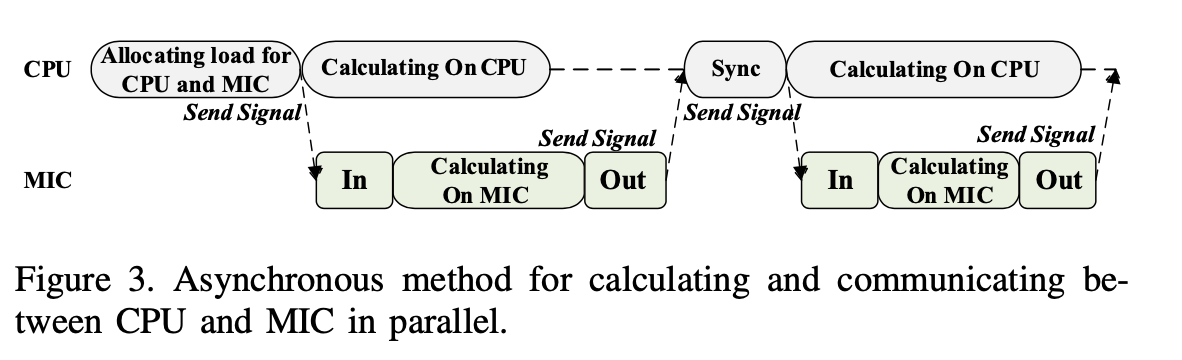 CPU
Allocating load for
CPU and MIC
Calculating On CPU
Sync
Calculating On CPU
Send Signal
Send Signal
Send Signal
Send Signal
MIC
In
Calculating
On MIC
Out
In
Calculating
On MIC
Out
Figure 3. Asynchronous method for calculating and communicating be-
tween CPU and MIC in parallel.